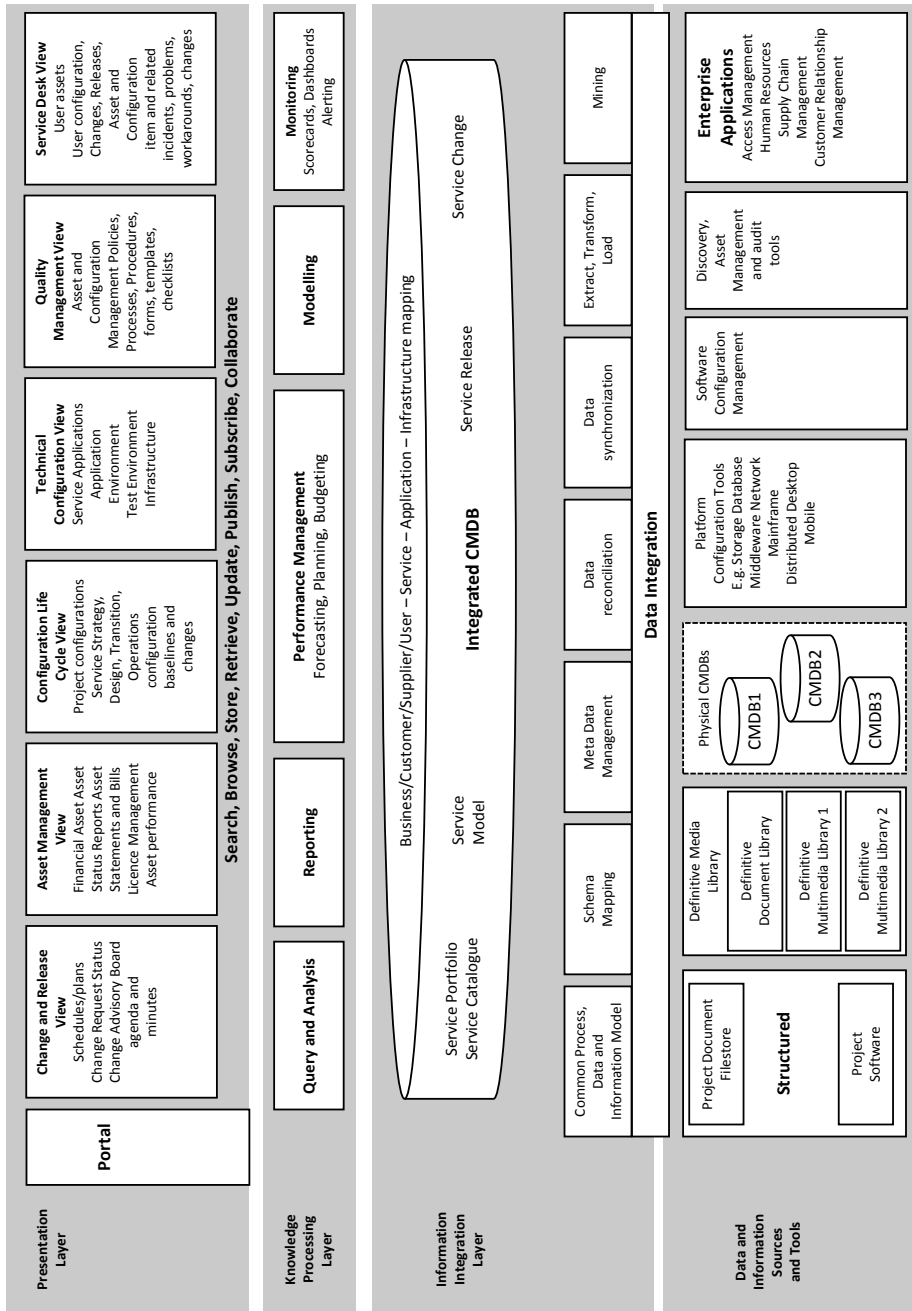 Presentation
Layer
Portal
Change and Release
View
Schedules/plans
Change Request Status
Change Advisory Board
agenda and
minutes
Asset Management
View
Financial Asset Asset
Status Reports Asset
Statements and Bills
Licence Management
Asset performance
Configuration Life
Cycle View
Project configurations
Service Strategy,
Design, Transition,
Operations
configuration
baselines and
changes
Technical
Configuration View
Service Applications
Application
Environment
Test Environment
Infrastructure
Quality
Management View
Asset and
Configuration
Management Policies,
Processes, Procedures,
forms, templates,
checklists
Service Desk View
User assets
User configuration,
Changes, Releases,
Asset and
Configuration
item and related
incidents, problems,
workarounds, changes
Search, Browse, Store, Retrieve, Update, Publish, Subscribe, Collaborate
Knowledge
Processing
Layer
Query and Analysis
Reporting
Performance Management
Forecasting, Planning, Budgeting
Modelling
Monitoring
Scorecards, Dashboards
Alerting
Information
Integration
Layer
Business/Customer/Supplier/User – Service – Application – Infrastructure mapping
Service Portfolio
Service Catalogue
Service
Model
Integrated CMDB
Service Release
Service Change
Common Process,
Data and
Information Model
Schema
Mapping
Meta Data
Management
Data
reconciliation
Data
synchronization
Extract, Transform,
Load
Mining
Data Integration
Data and
Information
Sources
and Tools
Project Document
Filestore
Structured
Project
Software
Definitive Media
Library
Definitive
Document Library
Definitive
Multimedia Library 1
Definitive
Multimedia Library 2
Physical CMDBs
CMDB1
CMDB2
CMDB3
Platform
Configuration Tools
E.g. Storage Database
Middleware Network
Mainframe
Distributed Desktop
Mobile
Software
Configuration
Management
Discovery,
Asset
Management
and audit
tools
Enterprise
Applications
Access Management
Human Resources
Supply Chain
Management
Customer Relationship
Management